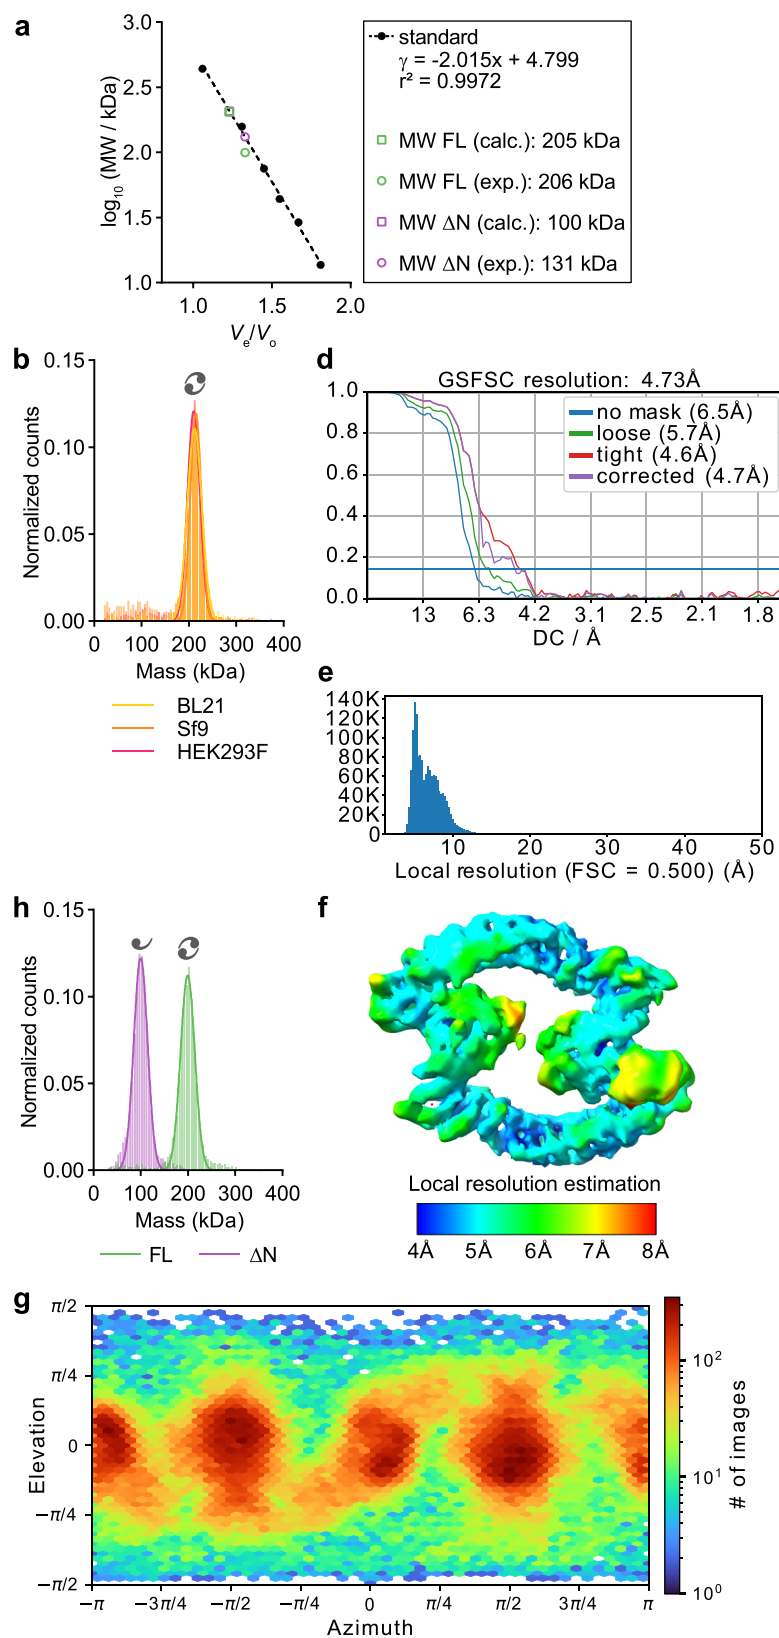 a
3.0
2.5
2.0
1.5
1.0
log₁₀ (MW / kDa)
1.0
1.5
2.0
Vₑ/Vₒ
standard
γ = -2.015x + 4.799
r² = 0.9972
MW FL (calc.): 205 kDa
MW FL (exp.): 206 kDa
MW ΔN (calc.): 100 kDa
MW ΔN (exp.): 131 kDa
b
0.15
0.10
0.05
0.00
Normalized counts
0
100
200
300
400
Mass (kDa)
BL21
Sf9
HEK293F
d
GSFSC resolution: 4.73Å
1.0
0.8
0.6
0.4
0.2
0.0
no mask (6.5Å)
loose (5.7Å)
tight (4.6Å)
corrected (4.7Å)
13
6.3
4.2
3.1
2.5
2.1
1.8
DC / Å
e
140K
120K
100K
80K
60K
40K
20K
0
10
20
30
40
50
Local resolution (FSC = 0.500) (Å)
h
0.15
0.10
0.05
0.00
Normalized counts
0
100
200
300
400
Mass (kDa)
FL
ΔN
f
Local resolution estimation
4Å
5Å
6Å
7Å
8Å
g
π/2
π/4
0
−π/4
−π/2
Elevation
−π
−3π/4
−π/2
−π/4
0
π/4
π/2
3π/4
π
Azimuth
10²
10¹
10⁰
# of images